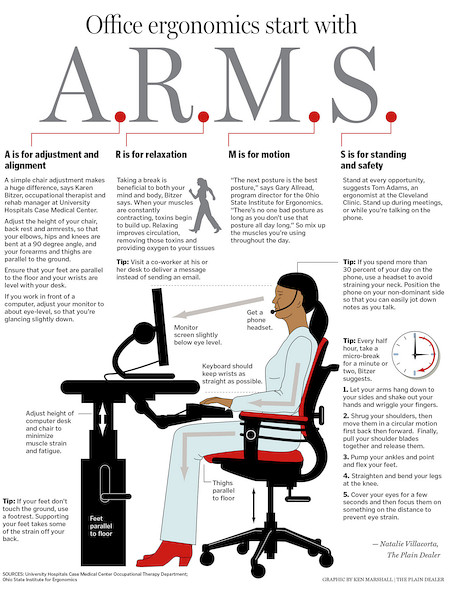 Office ergonomics start with
A.R.M.S.
A is for adjustment and
alignment
A simple chair adjustment makes
a huge difference, says Karen
Bitzer, occupational therapist and
rehab manager at University
Hospitals Case Medical Center.
Adjust the height of your chair,
back rest and armrests, so that
your elbows, hips and knees are
bent at a 90 degree angle, and
your forearms and thighs are
parallel to the ground.
Ensure that your feet are parallel
to the floor and your wrists are
level with your desk.
If you work in front of a
computer, adjust your monitor to
about eye-level, so that you're
glancing slightly down.
R is for relaxation
Taking a break is
beneficial to both your
mind and body, Bitzer
says. When your muscles
are constantly
contracting, toxins begin
to build up. Relaxing
improves circulation,
removing those toxins and
providing oxygen to your tissues
Tip: Visit a co-worker at his or
her desk to deliver a message
instead of sending an email.
M is for motion
"The next posture is the best
posture," says Gary Allread,
program director for the Ohio
State Institute for Ergonomics.
"There's no one bad posture as
long as you don't use that
posture all day long." So mix up
the muscles you're using
throughout the day.
S is for standing
and safety
Stand at every opportunity,
suggests Tom Adams, an
ergonomist at the Cleveland
Clinic. Stand up during meetings,
or while you're talking on the
phone.
Tip: If you spend more than
30 percent of your day on the
phone, use a headset to avoid
straining your neck. Position the
phone on your non-dominant side
so that you can easily jot down
notes as you talk.
Tip: Every half
hour, take a
micro-break
for a minute or
two, Bitzer
suggests.
1. Let your arms hang down to
your sides and shake out your
hands and wriggle your fingers.
2. Shrug your shoulders, then
move them in a circular motion
first back then forward. Finally,
pull your shoulder blades
together and release them.
3. Pump your ankles and point
and flex your feet.
4. Straighten and bend your legs
at the knee.
5. Cover your eyes for a few
seconds and then focus them on
something on the distance to
prevent eye strain.
— Natalie Villacorta,
The Plain Dealer
Get a
phone
headset.
Monitor
screen slightly
below eye level.
Keyboard should
keep wrists as
straight as possible.
Adjust height of
computer desk
and chair to
minimize
muscle strain
and fatigue.
Thighs
parallel
to floor
Feet
parallel
to floor
Tip: If your feet don't
touch the ground, use
a footrest. Supporting
your feet takes some
of the strain off your
back.
SOURCES: University Hospitals Case Medical Center Occupational Therapy Department;
Ohio State Institute for Ergonomics
GRAPHIC BY KEN MARSHALL | THE PLAIN DEALER